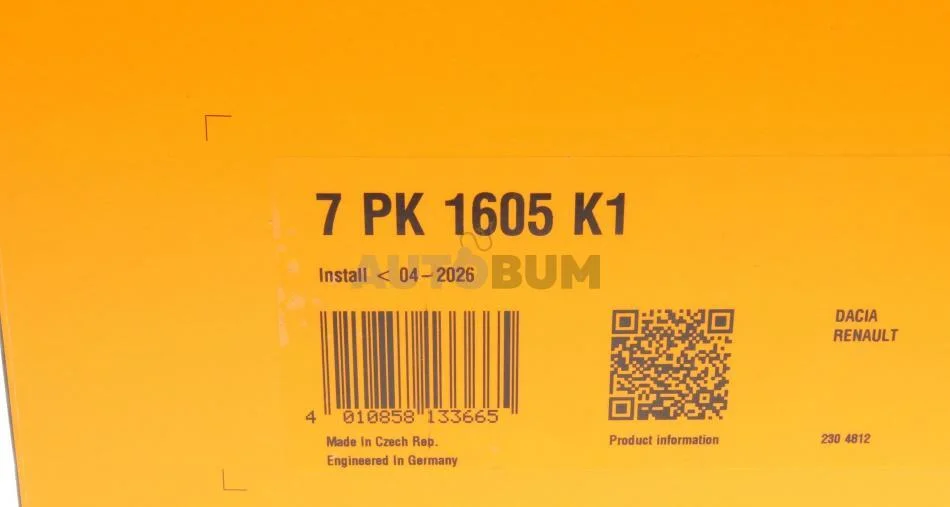 7 PK 1605 K1
Install < 04-2026
AUTOBUM
DACIA
RENAULT
4 010858 133665
Made In Czech Rep.
Engineered In Germany
Product information
230 4812